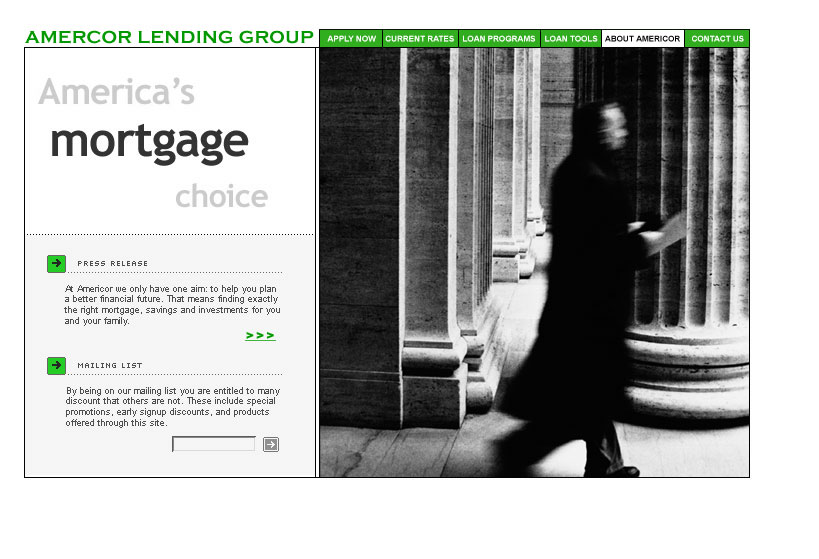 AMERCOR LENDING GROUP
APPLY NOW CURRENT RATES LOAN PROGRAMS LOAN TOOLS ABOUT AMERICOR CONTACT US
America's
mortgage
choice
PRESS RELEASE
At Americor we only have one aim: to help you plan
a better financial future. That means finding exactly
the right mortgage, savings and investments for you
and your family.
>>>
MAILING LIST
By being on our mailing list you are entitled to many
discount that others are not. These include special
promotions, early signup discounts, and products
offered through this site.